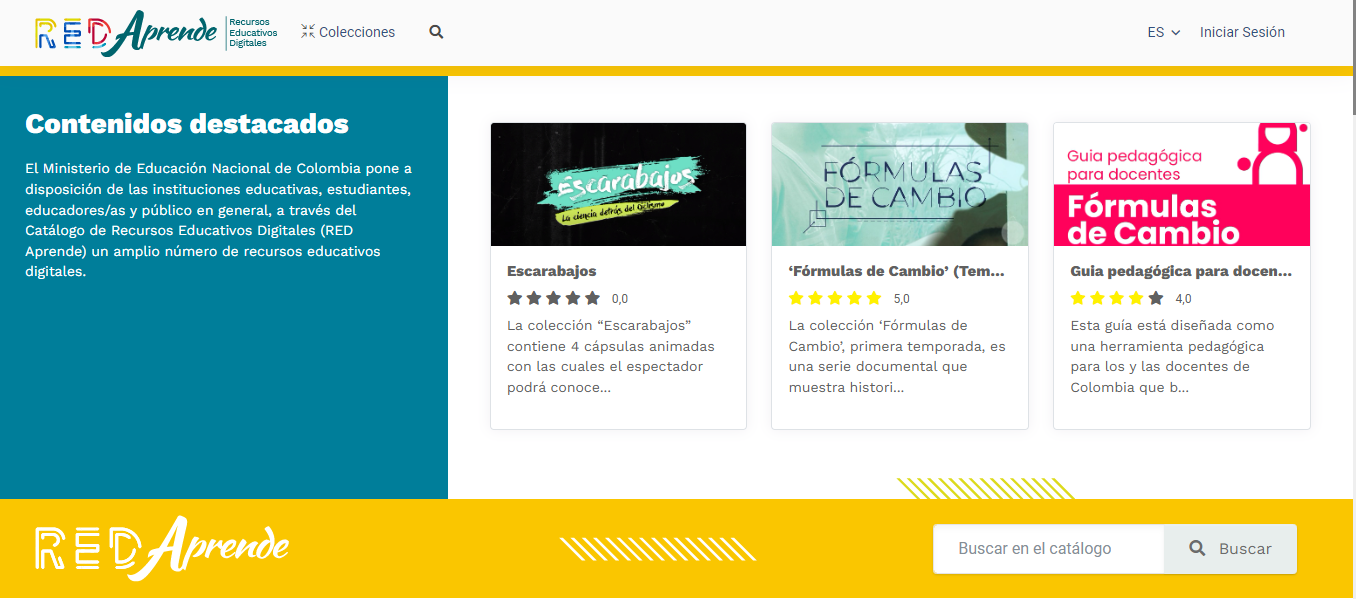 RED Aprende
Recursos
Educativos
Digitales
Colecciones
ES
Iniciar Sesión
Contenidos destacados
El Ministerio de Educación Nacional de Colombia pone a
disposición de las instituciones educativas, estudiantes,
educadores/as y público en general, a través del
Catálogo de Recursos Educativos Digitales (RED
Aprende) un amplio número de recursos educativos
digitales.
Escarabajos
La ciencia detrás del Ciclismo
Escarabajos
0,0
La colección “Escarabajos”
contiene 4 cápsulas animadas
con las cuales el espectador
podrá conoce...
FÓRMULAS
DE CAMBIO
‘Fórmulas de Cambio’ (Tem...
5,0
La colección ‘Fórmulas de
Cambio’, primera temporada, es
una serie documental que
muestra histori...
Guia pedagógica
para docentes
Fórmulas
de Cambio
Guia pedagógica para docen...
4,0
Esta guía está diseñada como
una herramienta pedagógica
para los y las docentes de
Colombia que b...
RED Aprende
Buscar en el catálogo
Buscar